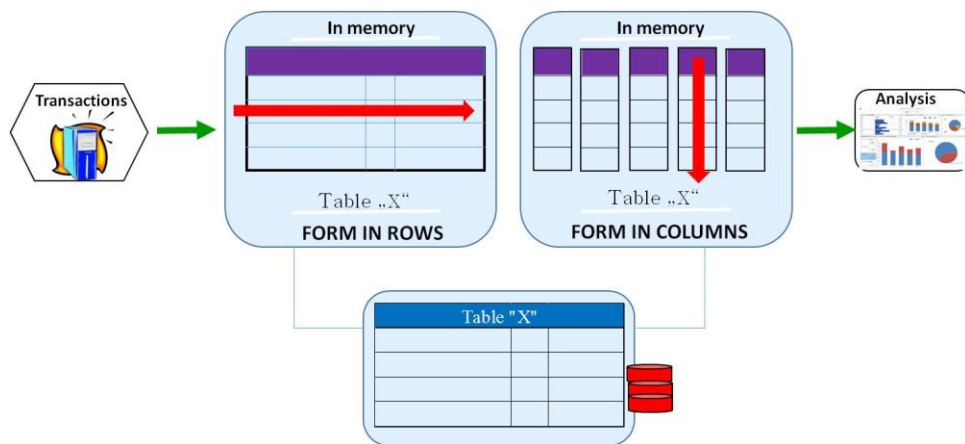 Transactions
In memory
Table „X“
FORM IN ROWS
In memory
Table „X“
FORM IN COLUMNS
Analysis
Table "X"